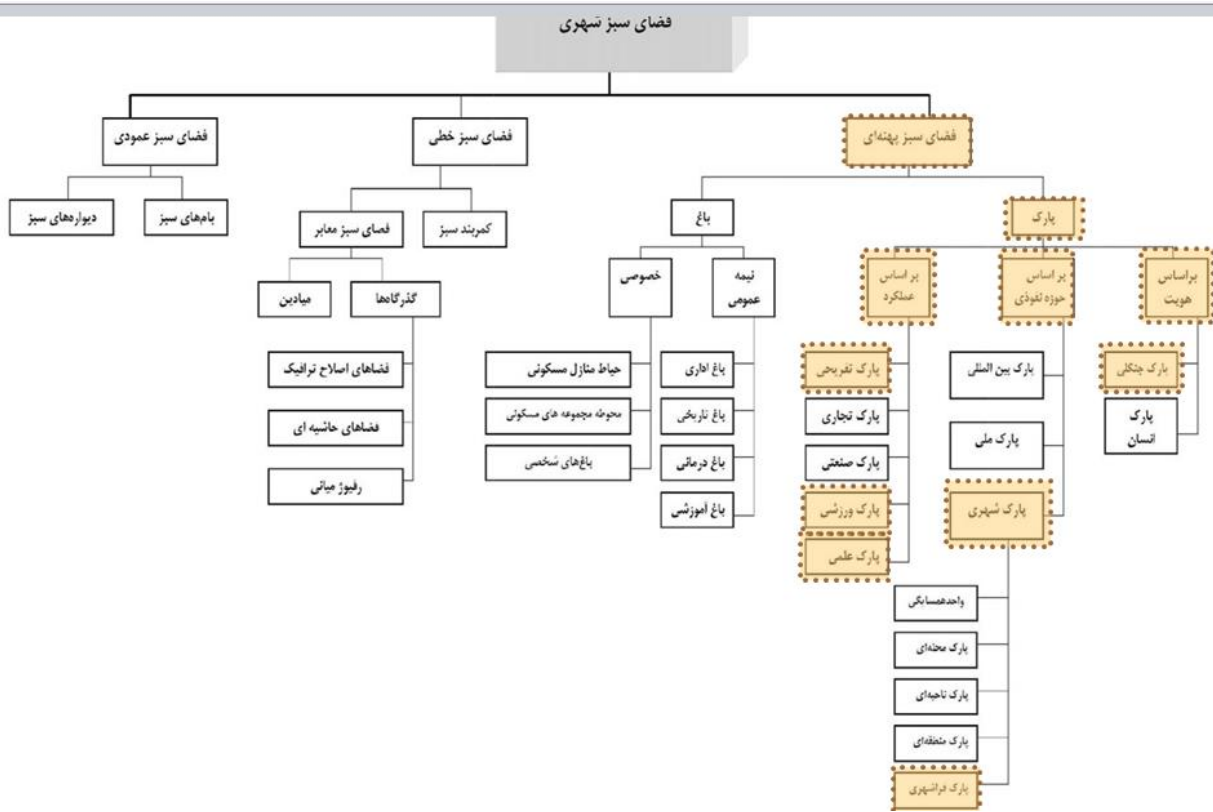 فضای سبز شهری
فضای سبز پهنه‌ای
فضای سبز خطی
فضای سبز عمودی
پارک
باغ
کمربند سبز
فضای سبز معابر
بام‌های سبز
دیواره‌های سبز
براساس
هویت
بر اساس
حوزه نفوذی
بر اساس
عملکرد
نیمه
عمومی
خصوصی
گذرگاه‌ها
میادین
پارک جنگلی
پارک
انسان
پارک بین المللی
پارک ملی
پارک شهری
پارک تفریحی
پارک تجاری
پارک صنعتی
پارک ورزشی
پارک علمی
باغ اداری
باغ تاریخی
باغ درمانی
باغ آموزشی
حیاط منازل مسکونی
محوطه مجموعه های مسکونی
باغ‌های شخصی
فضاهای اصلاح ترافیک
فضاهای حاشیه ای
رفیوژ میانی
واحدهمسایگی
پارک محله‌ای
پارک ناحیه‌ای
پارک منطقه‌ای
پارک فراشهری